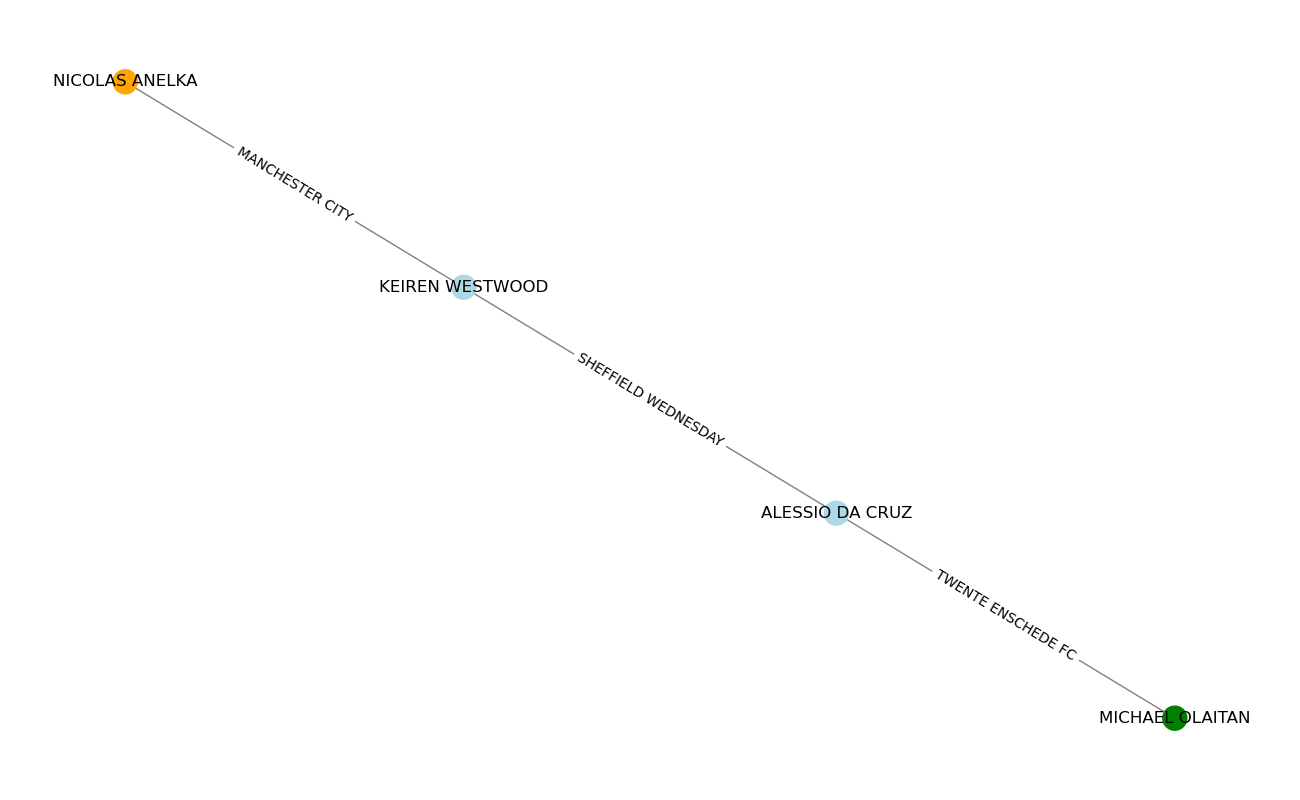 NICOLAS ANELKA
MANCHESTER CITY
KEIREN WESTWOOD
SHEFFIELD WEDNESDAY
ALESSIO DA CRUZ
TWENTE ENSCHEDE FC
MICHAEL OLAITAN